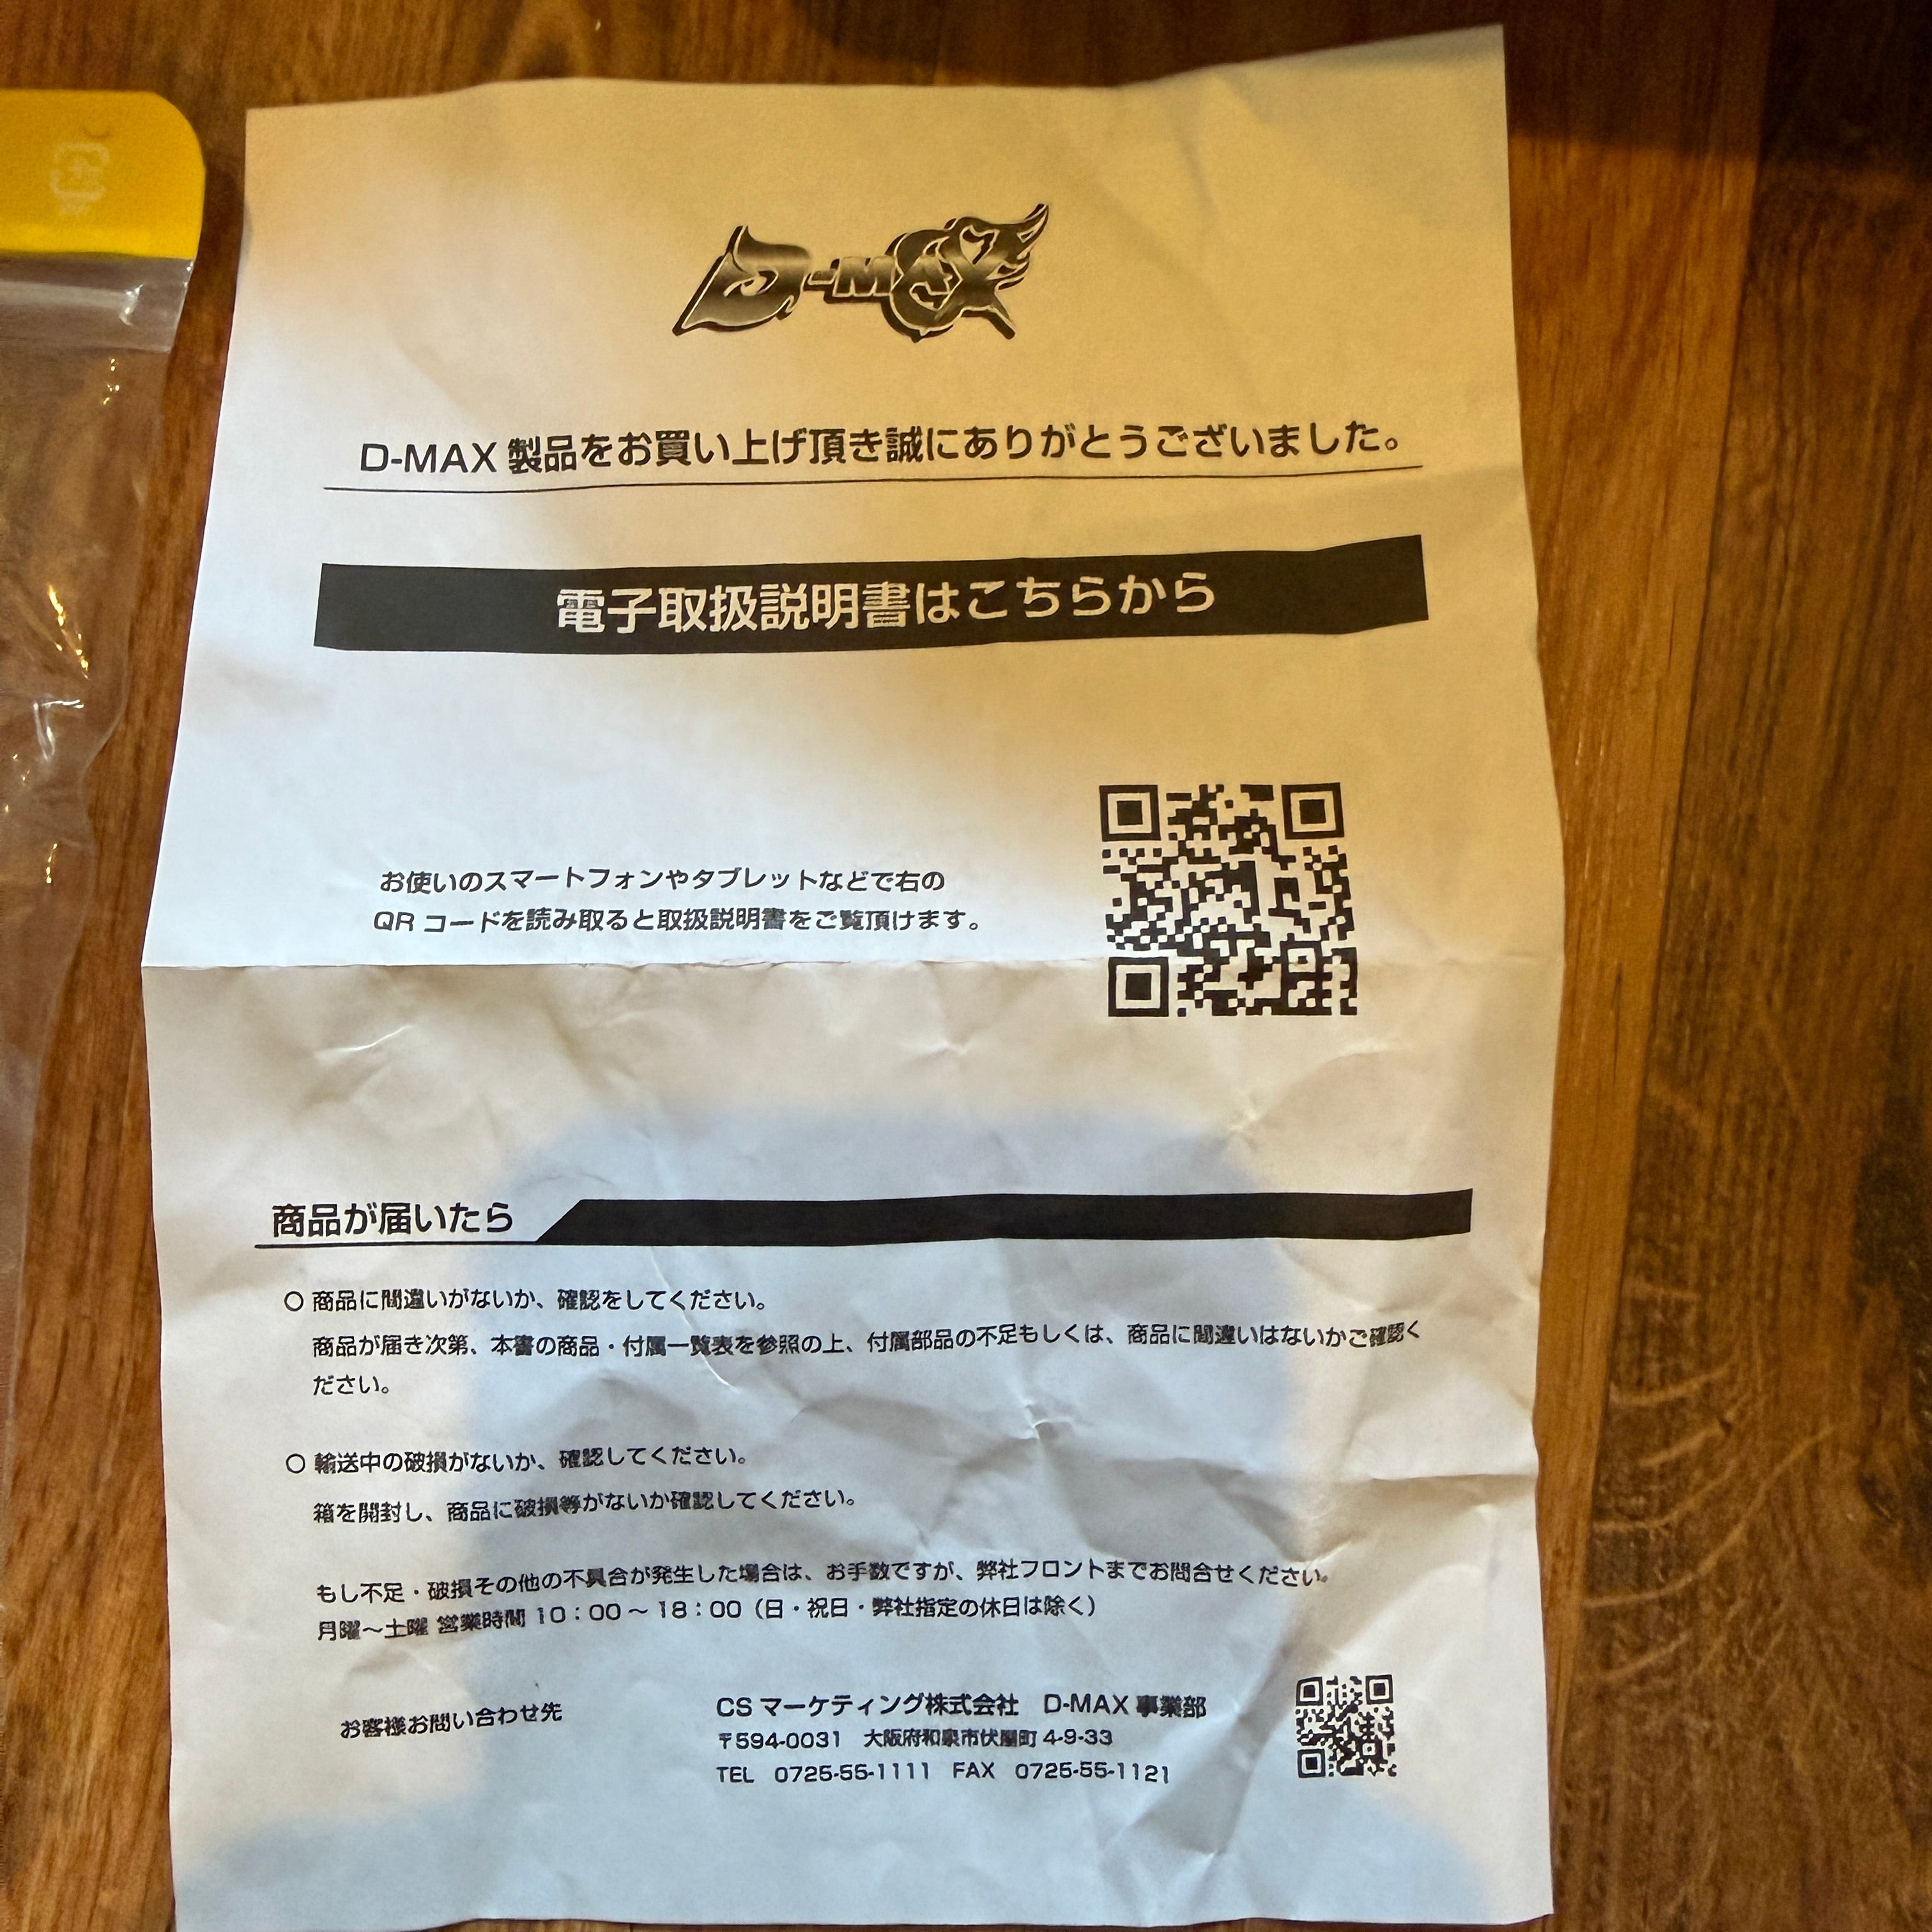 D-MAX
D-MAX 製品をお買い上げ頂き誠にありがとうございました。
電子取扱説明書はこちらから
お使いのスマートフォンやタブレットなどで右の
QR コードを読み取ると取扱説明書をご覧頂けます。
商品が届いたら
○ 商品に間違いがないか、確認をしてください。
商品が届き次第、本書の商品・付属一覧表を参照の上、付属部品の不足もしくは、商品に間違いはないかご確認く
ださい。
○ 輸送中の破損がないか、確認してください。
箱を開封し、商品に破損等がないか確認してください。
もし不足・破損その他の不具合が発生した場合は、お手数ですが、弊社フロントまでお問合せください。
月曜～土曜 営業時間 10：00～18：00（日・祝日・弊社指定の休日は除く）
お客様お問い合わせ先
CS マーケティング株式会社 D-MAX 事業部
〒594-0031 大阪府和泉市伏屋町 4-9-33
TEL 0725-55-1111 FAX 0725-55-1121